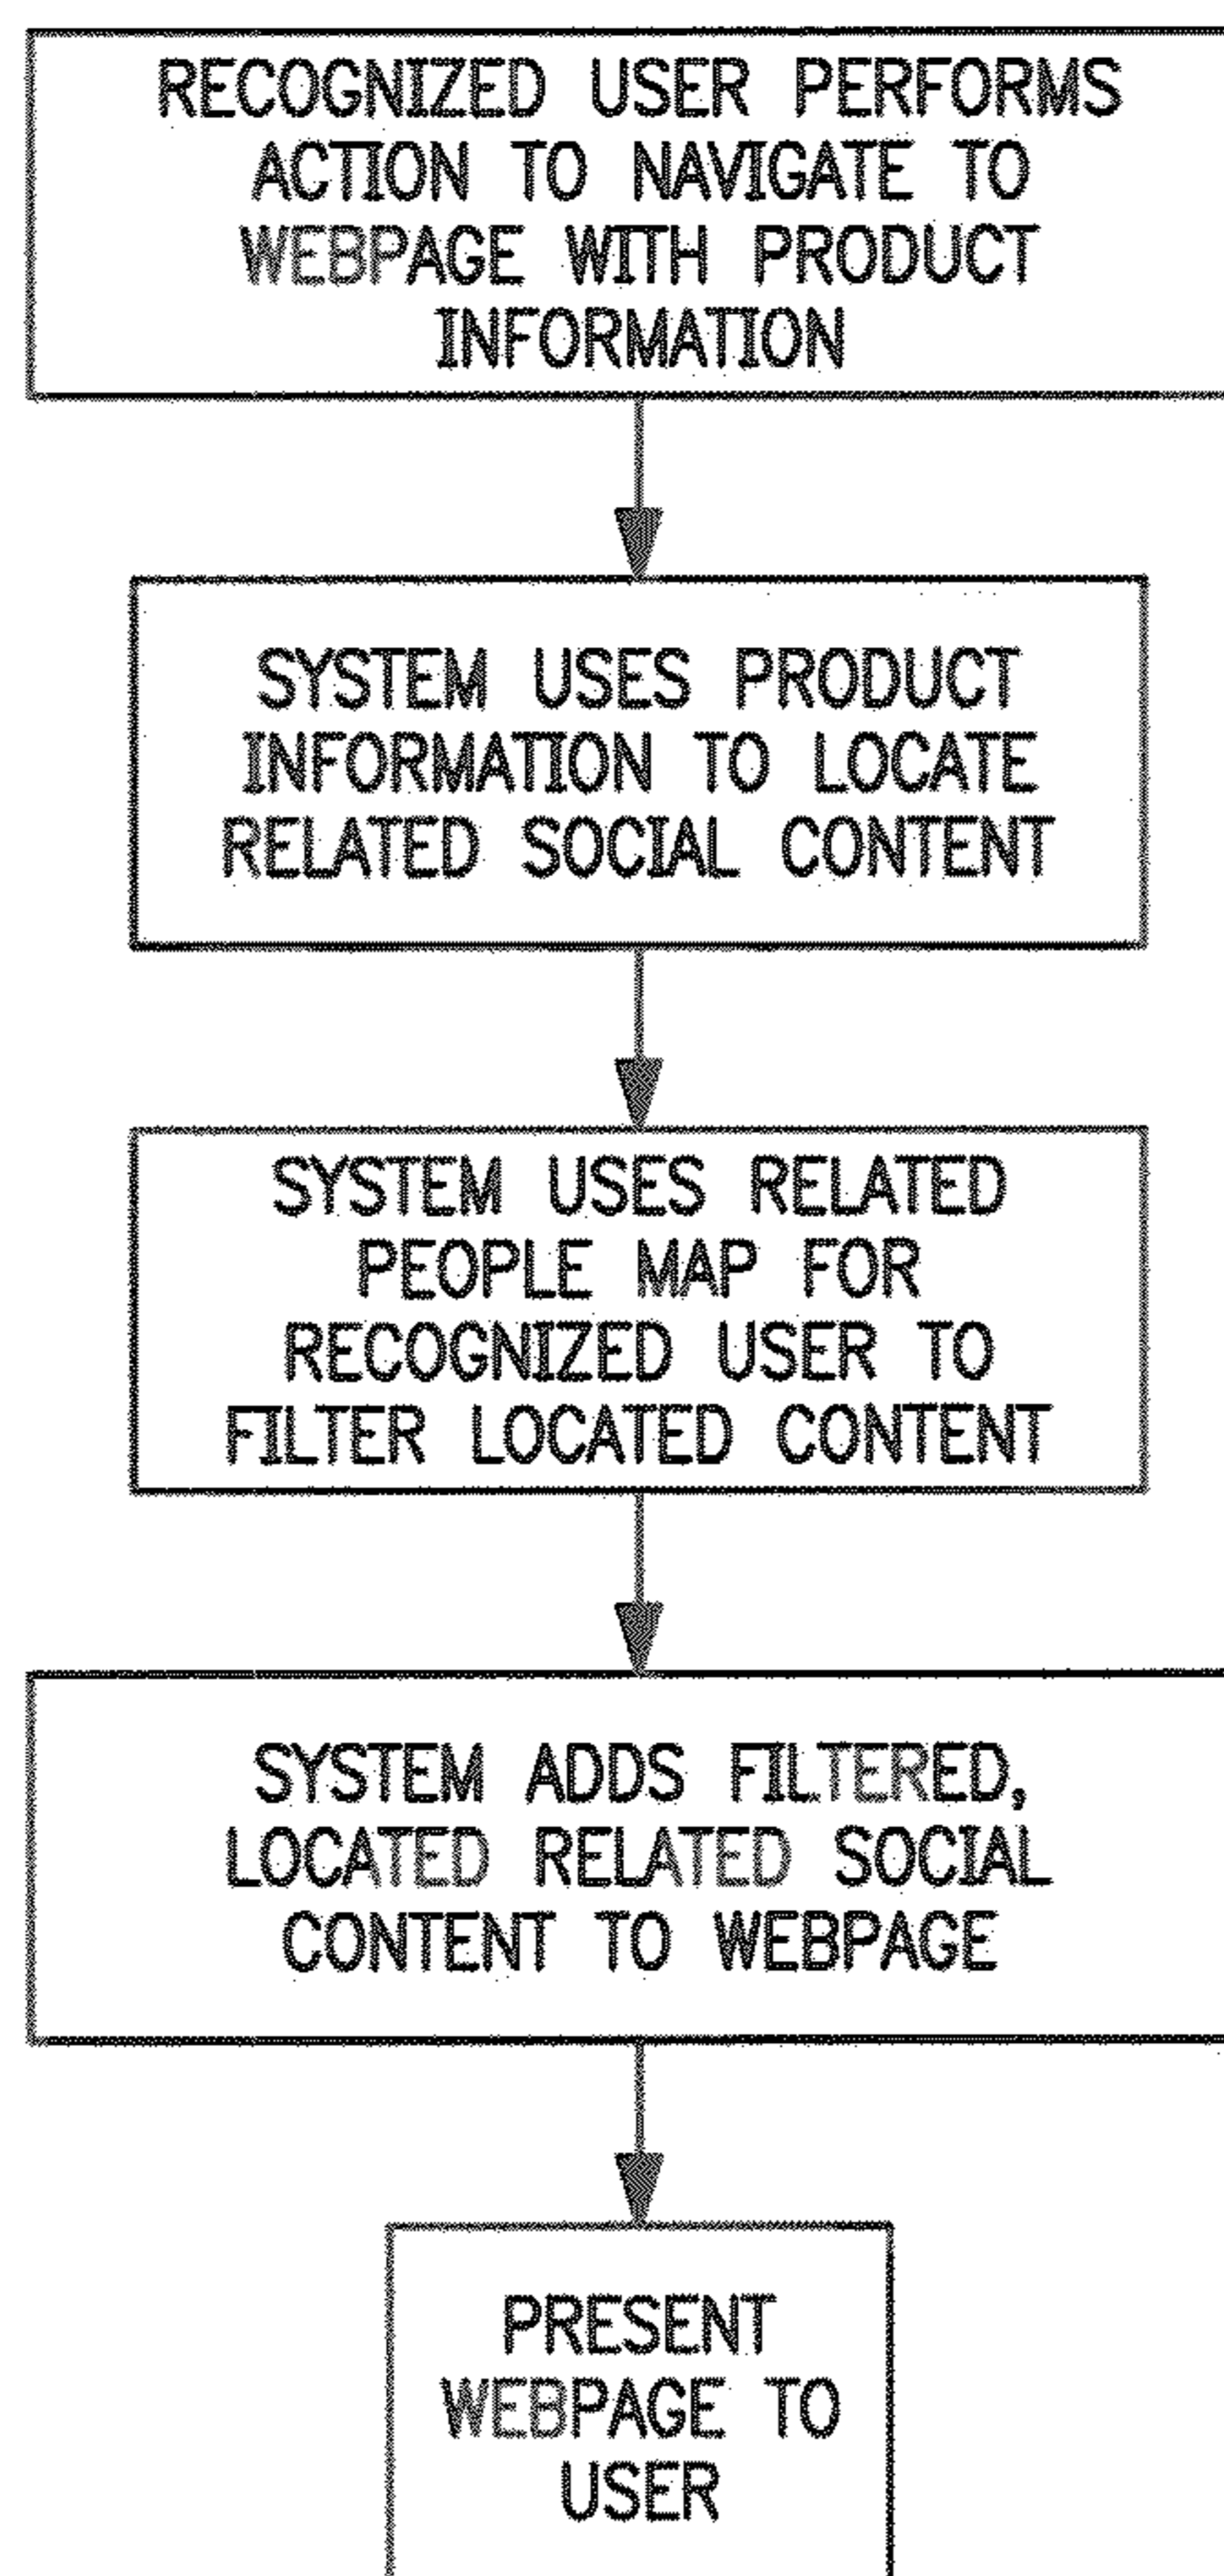 RECOGNIZED USER PERFORMS
ACTION TO NAVIGATE TO
WEBPAGE WITH PRODUCT
INFORMATION
SYSTEM USES PRODUCT
INFORMATION TO LOCATE
RELATED SOCIAL CONTENT
SYSTEM USES RELATED
PEOPLE MAP FOR
RECOGNIZED USER TO
FILTER LOCATED CONTENT
SYSTEM ADDS FILTERED,
LOCATED RELATED SOCIAL
CONTENT TO WEBPAGE
PRESENT
WEBPAGE TO
USER